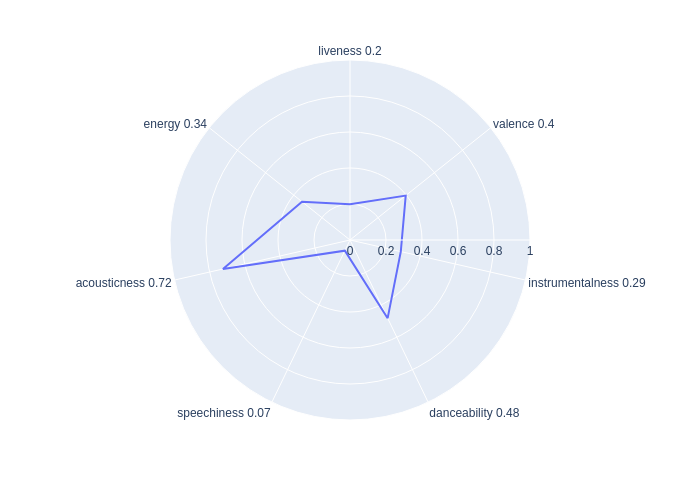 liveness 0.2
energy 0.34
valence 0.4
0
0.2
0.4
0.6
0.8
1
acousticness 0.72
instrumentalness 0.29
speechiness 0.07
danceability 0.48